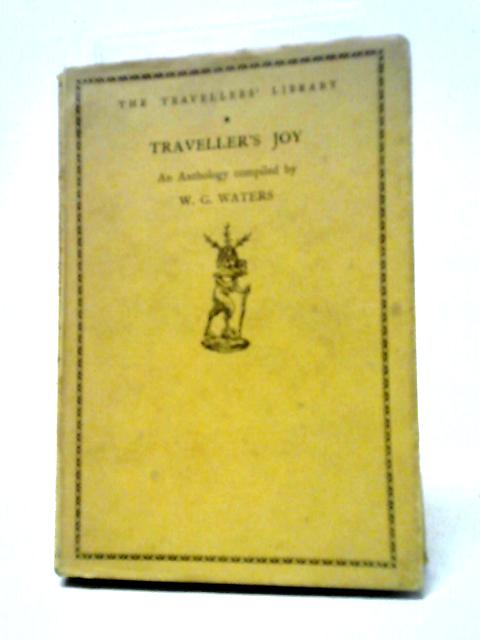 THE TRAVELLERS' LIBRARY
TRAVELLER'S JOY
An Anthology compiled by
W. G. WATERS